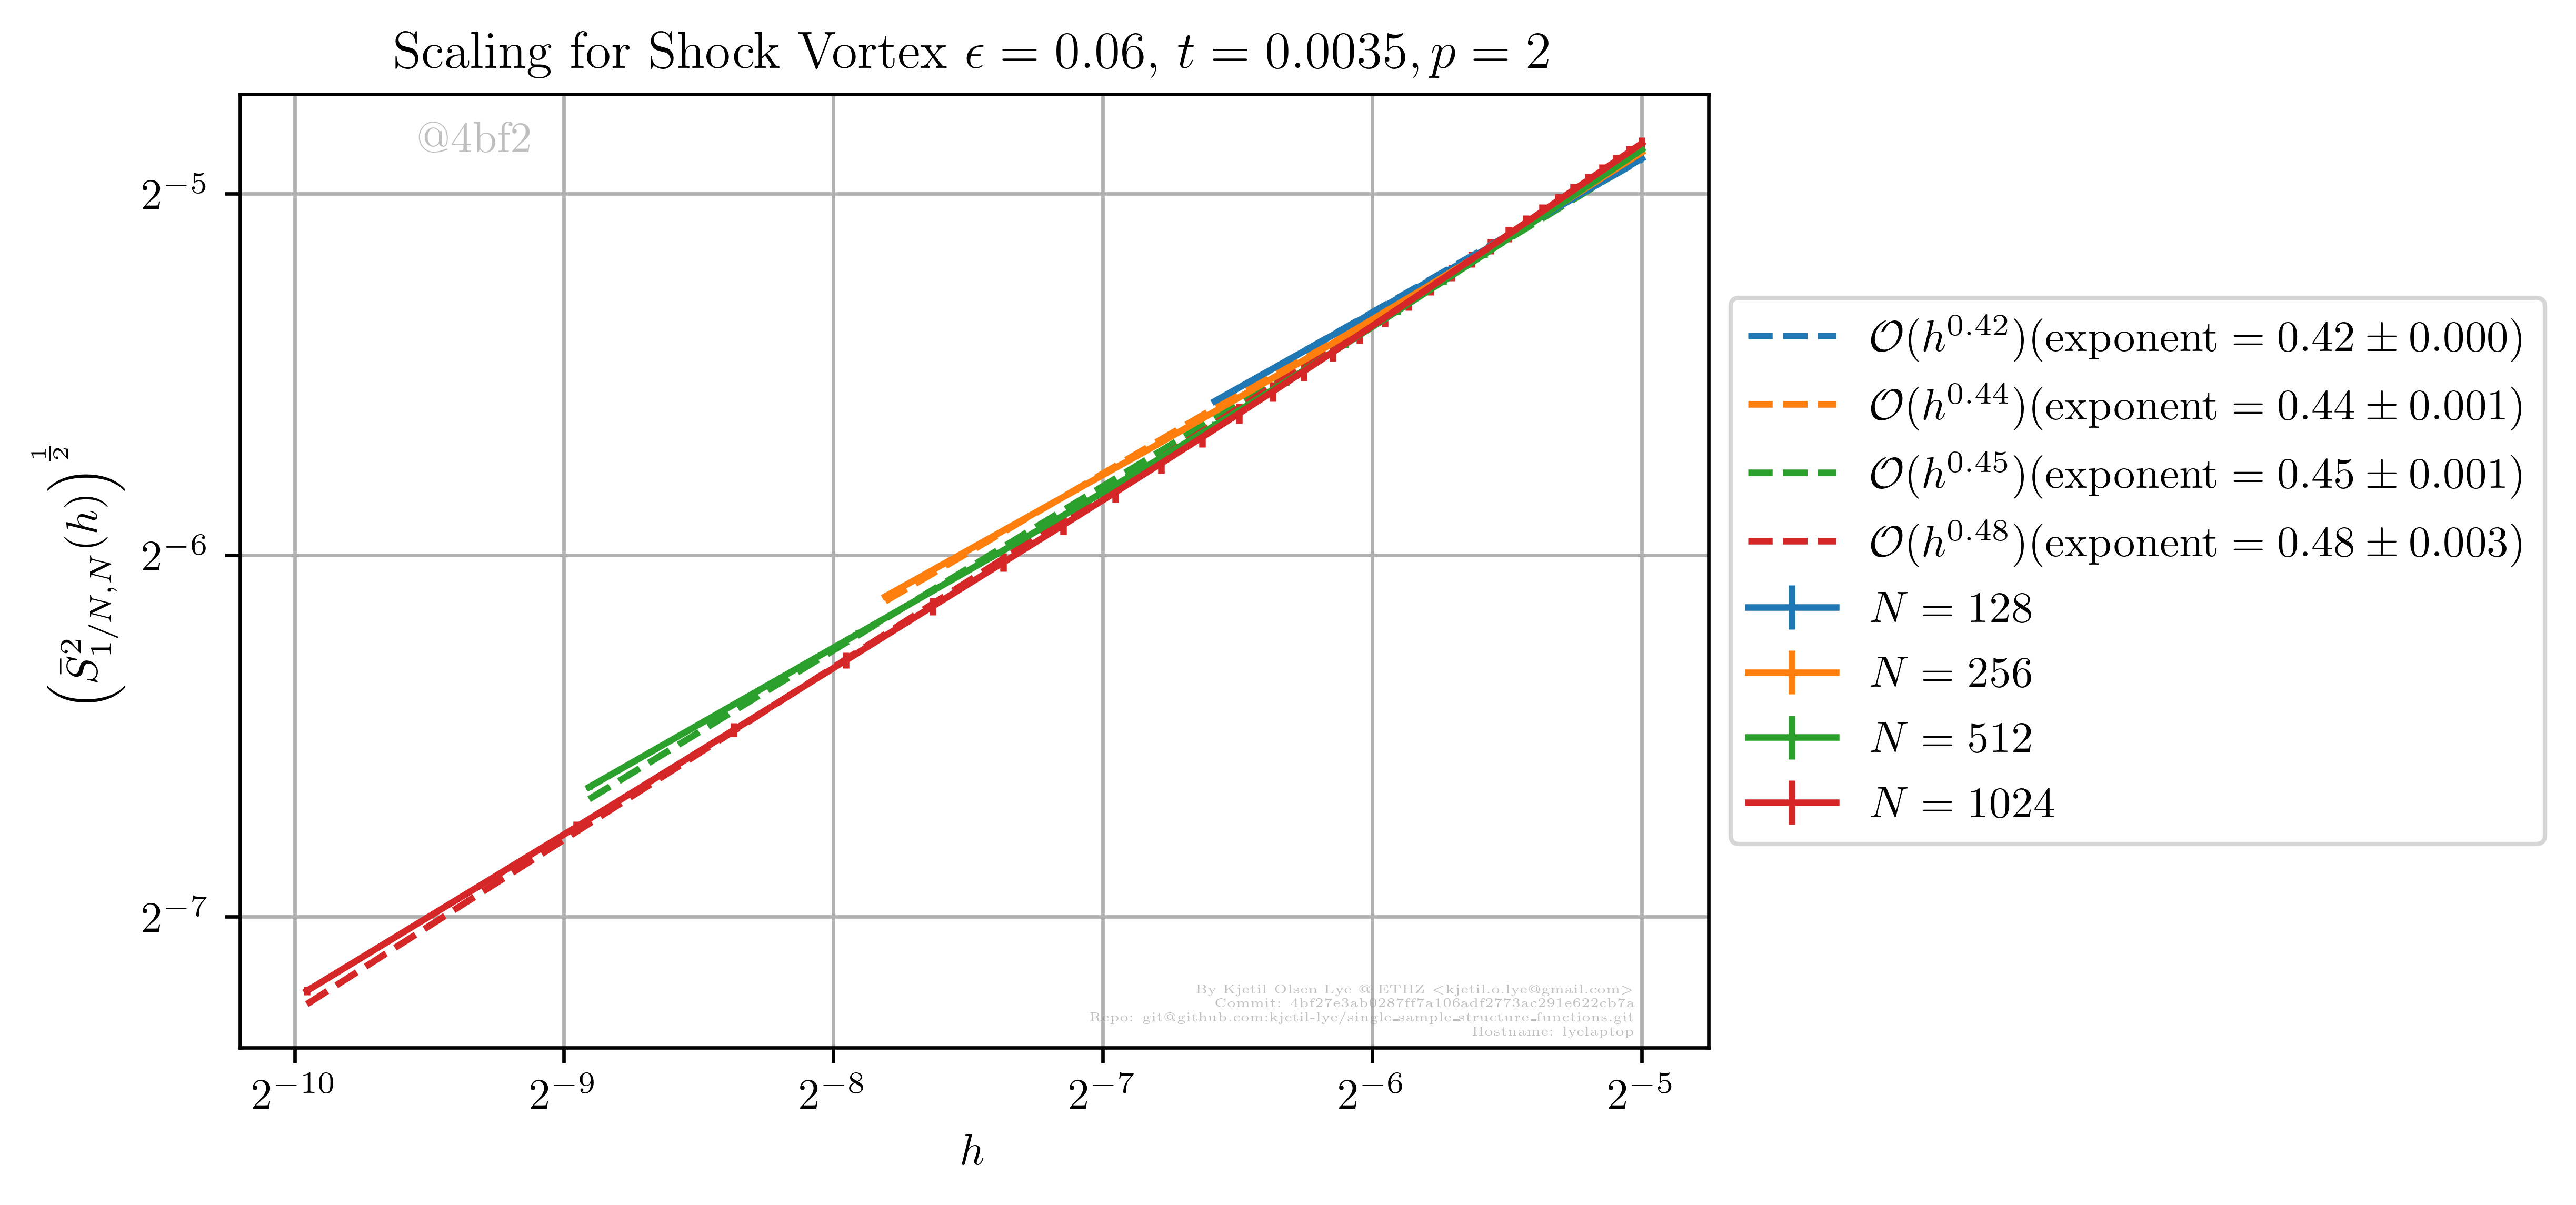 Scaling for Shock Vortex ϵ = 0.06, t = 0.0035, p = 2
@4bf2
2⁻⁵
2⁻⁶
2⁻⁷
(S̄²₁/N,N(h))^½
2⁻¹⁰ 2⁻⁹ 2⁻⁸ 2⁻⁷ 2⁻⁶ 2⁻⁵
h
By Kjetil Olsen Lye @ ETHZ <kjetil.o.lye@gmail.com>
Commit: 4bf27e3ab0287ff7a106adf2773ac291e622cb7a
Repo: git@github.com:kjetil-lye/single_sample_structure_functions.git
Hostname: lyelaptop
𝒪(h^0.42)(exponent = 0.42 ± 0.000)
𝒪(h^0.44)(exponent = 0.44 ± 0.001)
𝒪(h^0.45)(exponent = 0.45 ± 0.001)
𝒪(h^0.48)(exponent = 0.48 ± 0.003)
N = 128
N = 256
N = 512
N = 1024